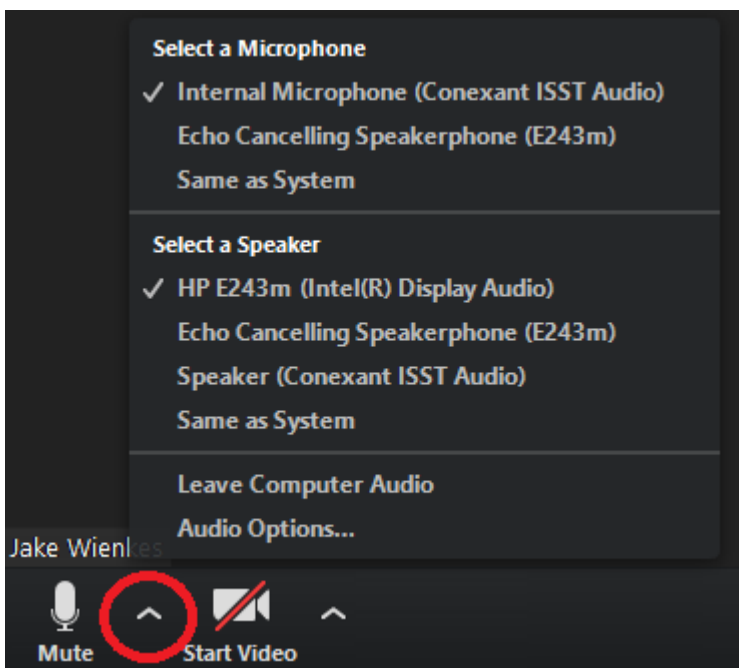 Select a Microphone
Internal Microphone (Conexant ISST Audio)
Echo Cancelling Speakerphone (E243m)
Same as System
Select a Speaker
HP E243m (Intel(R) Display Audio)
Echo Cancelling Speakerphone (E243m)
Speaker (Conexant ISST Audio)
Same as System
Leave Computer Audio
Audio Options...
Jake Wienkes
Mute
Start Video